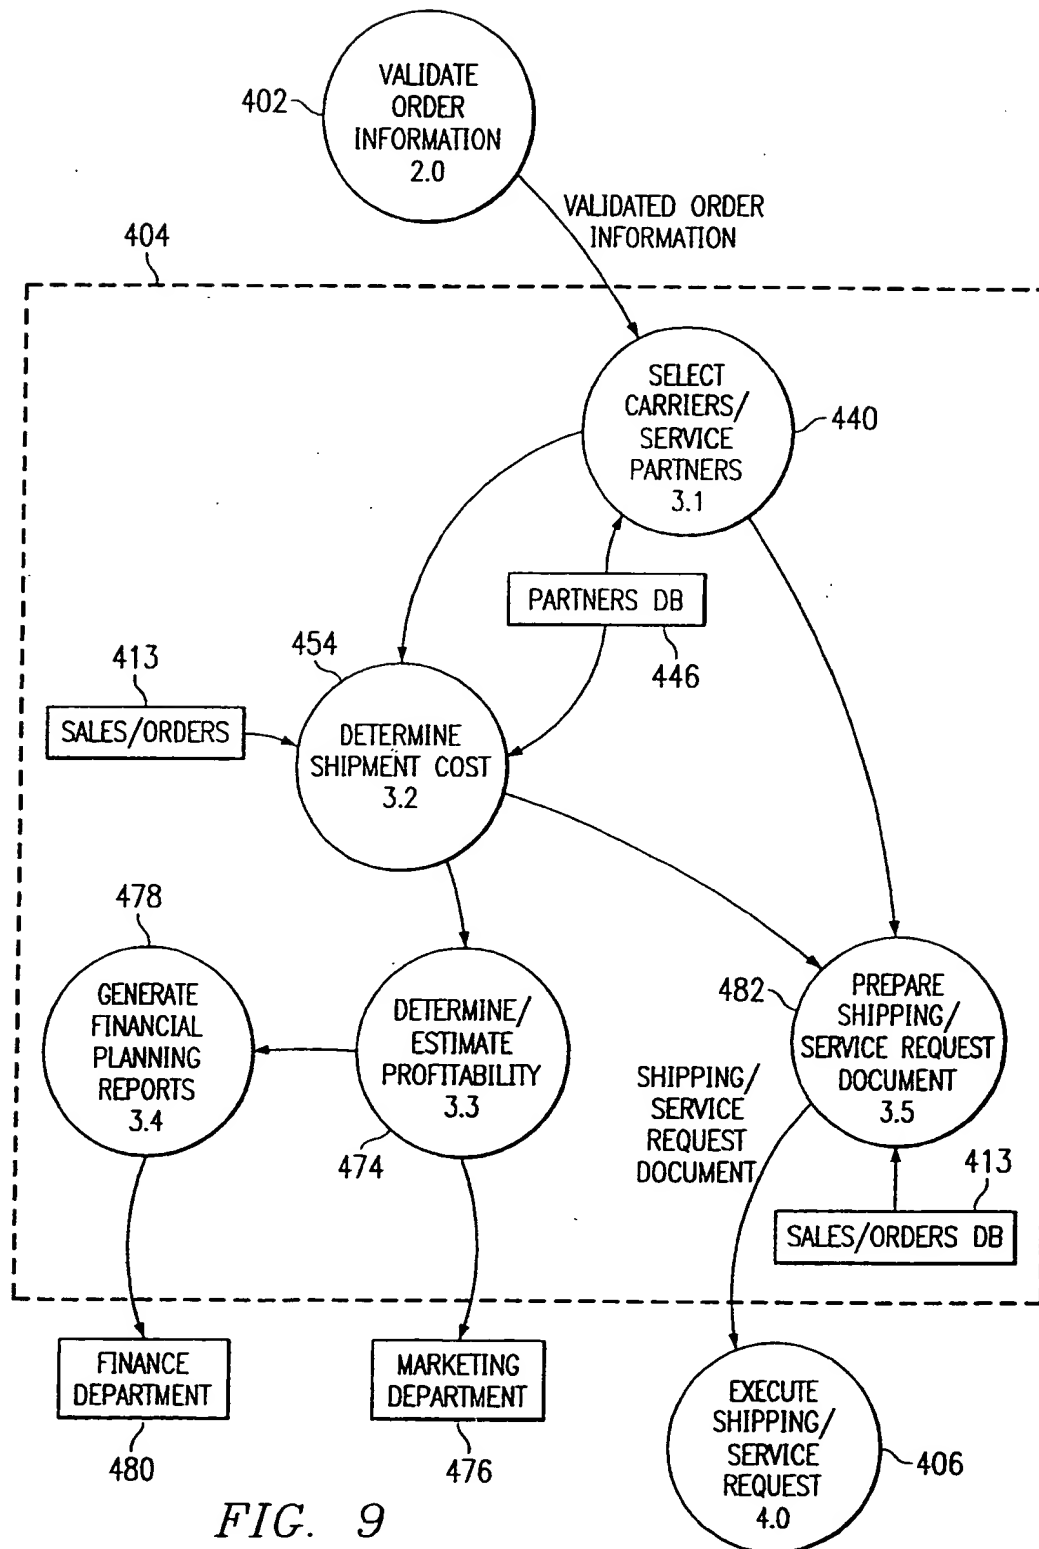 VALIDATE
ORDER
INFORMATION
2.0
402
VALIDATED ORDER
INFORMATION
404
SELECT
CARRIERS/
SERVICE
PARTNERS
3.1
440
PARTNERS DB
446
413
SALES/ORDERS
454
DETERMINE
SHIPMENT COST
3.2
478
GENERATE
FINANCIAL
PLANNING
REPORTS
3.4
DETERMINE/
ESTIMATE
PROFITABILITY
3.3
474
482
PREPARE
SHIPPING/
SERVICE REQUEST
DOCUMENT
3.5
SHIPPING/
SERVICE
REQUEST
DOCUMENT
413
SALES/ORDERS DB
FINANCE
DEPARTMENT
480
MARKETING
DEPARTMENT
476
EXECUTE
SHIPPING/
SERVICE
REQUEST
4.0
406
FIG. 9